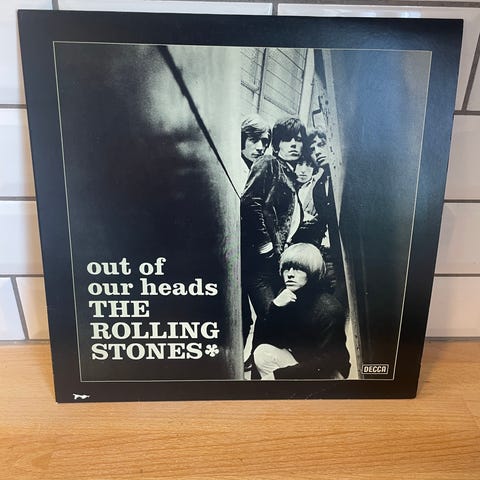 out of
our heads
THE
ROLLING
STONES*
DECCA